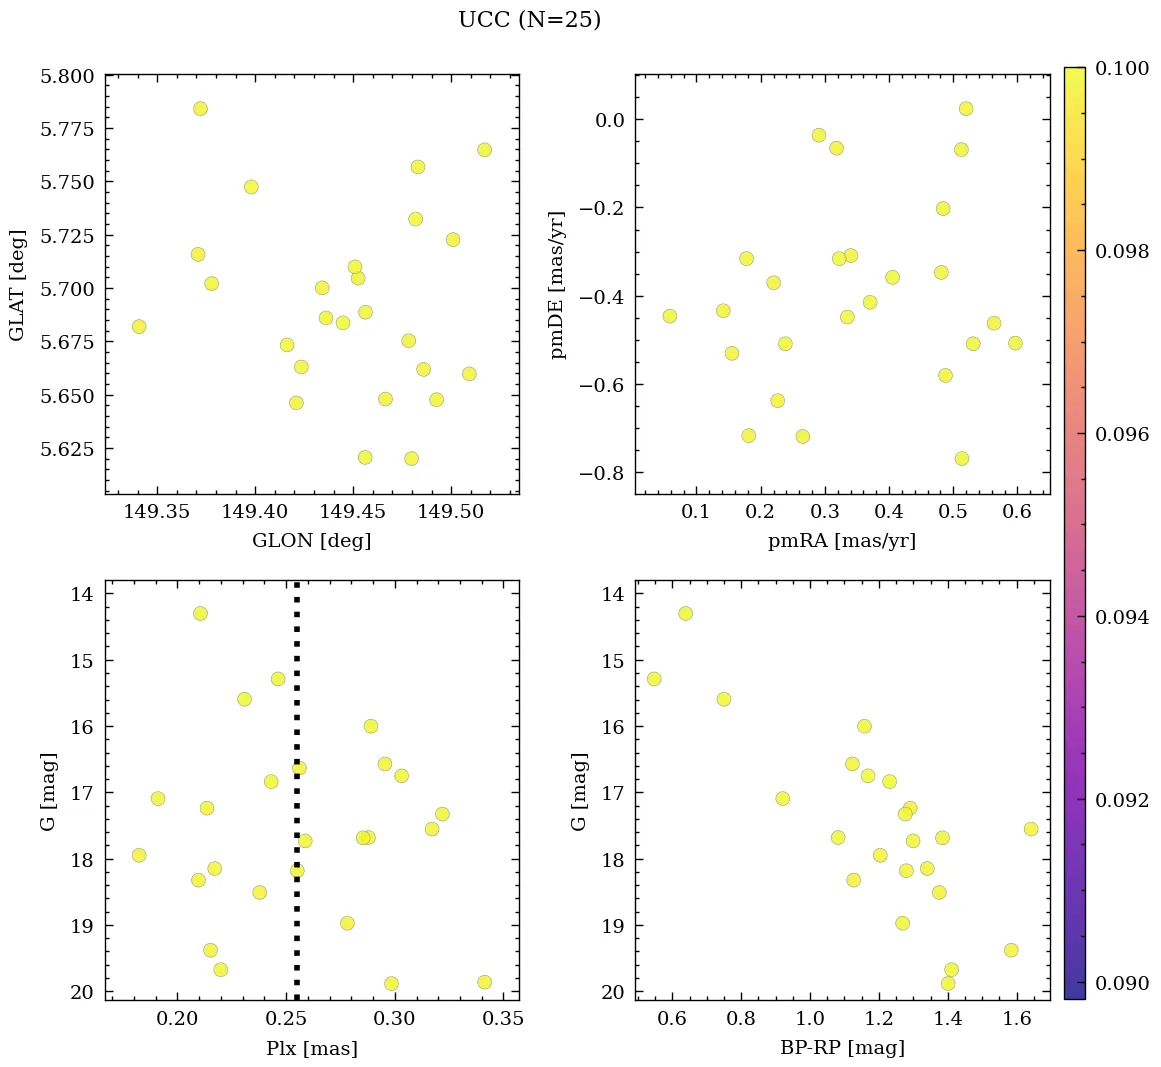 UCC (N=25)
5.800
5.775
5.750
5.725
5.700
5.675
5.650
5.625
GLAT [deg]
149.35 149.40 149.45 149.50
GLON [deg]
0.0
−0.2
−0.4
−0.6
−0.8
pmDE [mas/yr]
0.1 0.2 0.3 0.4 0.5 0.6
pmRA [mas/yr]
14
15
16
17
18
19
20
G [mag]
0.20 0.25 0.30 0.35
Plx [mas]
14
15
16
17
18
19
20
G [mag]
0.6 0.8 1.0 1.2 1.4 1.6
BP-RP [mag]
0.100
0.098
0.096
0.094
0.092
0.090